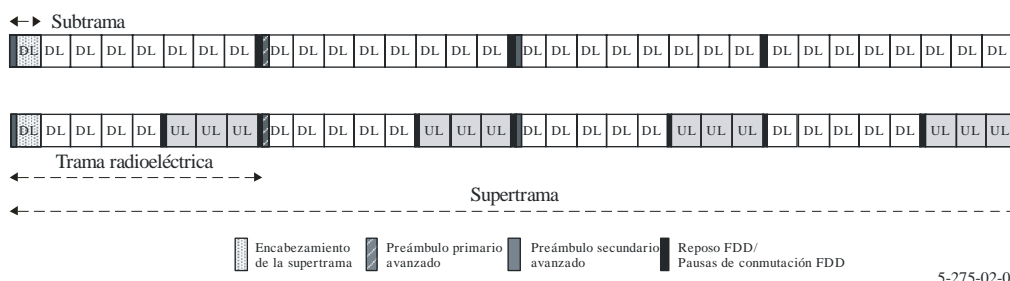 Subtrama
DL DL DL DL DL DL DL DL DL DL DL DL DL DL DL DL DL DL DL DL DL DL DL DL DL DL DL DL DL DL DL DL
DL DL DL DL DL UL UL UL DL DL DL DL DL UL UL UL DL DL DL DL DL UL UL UL DL DL DL DL DL UL UL UL
Trama radioeléctrica
Supertrama
Encabezamiento
de la supertrama
Preámbulo primario
avanzado
Preámbulo secundario
avanzado
Reposo FDD/
Pausas de conmutación FDD
5-275-02-0